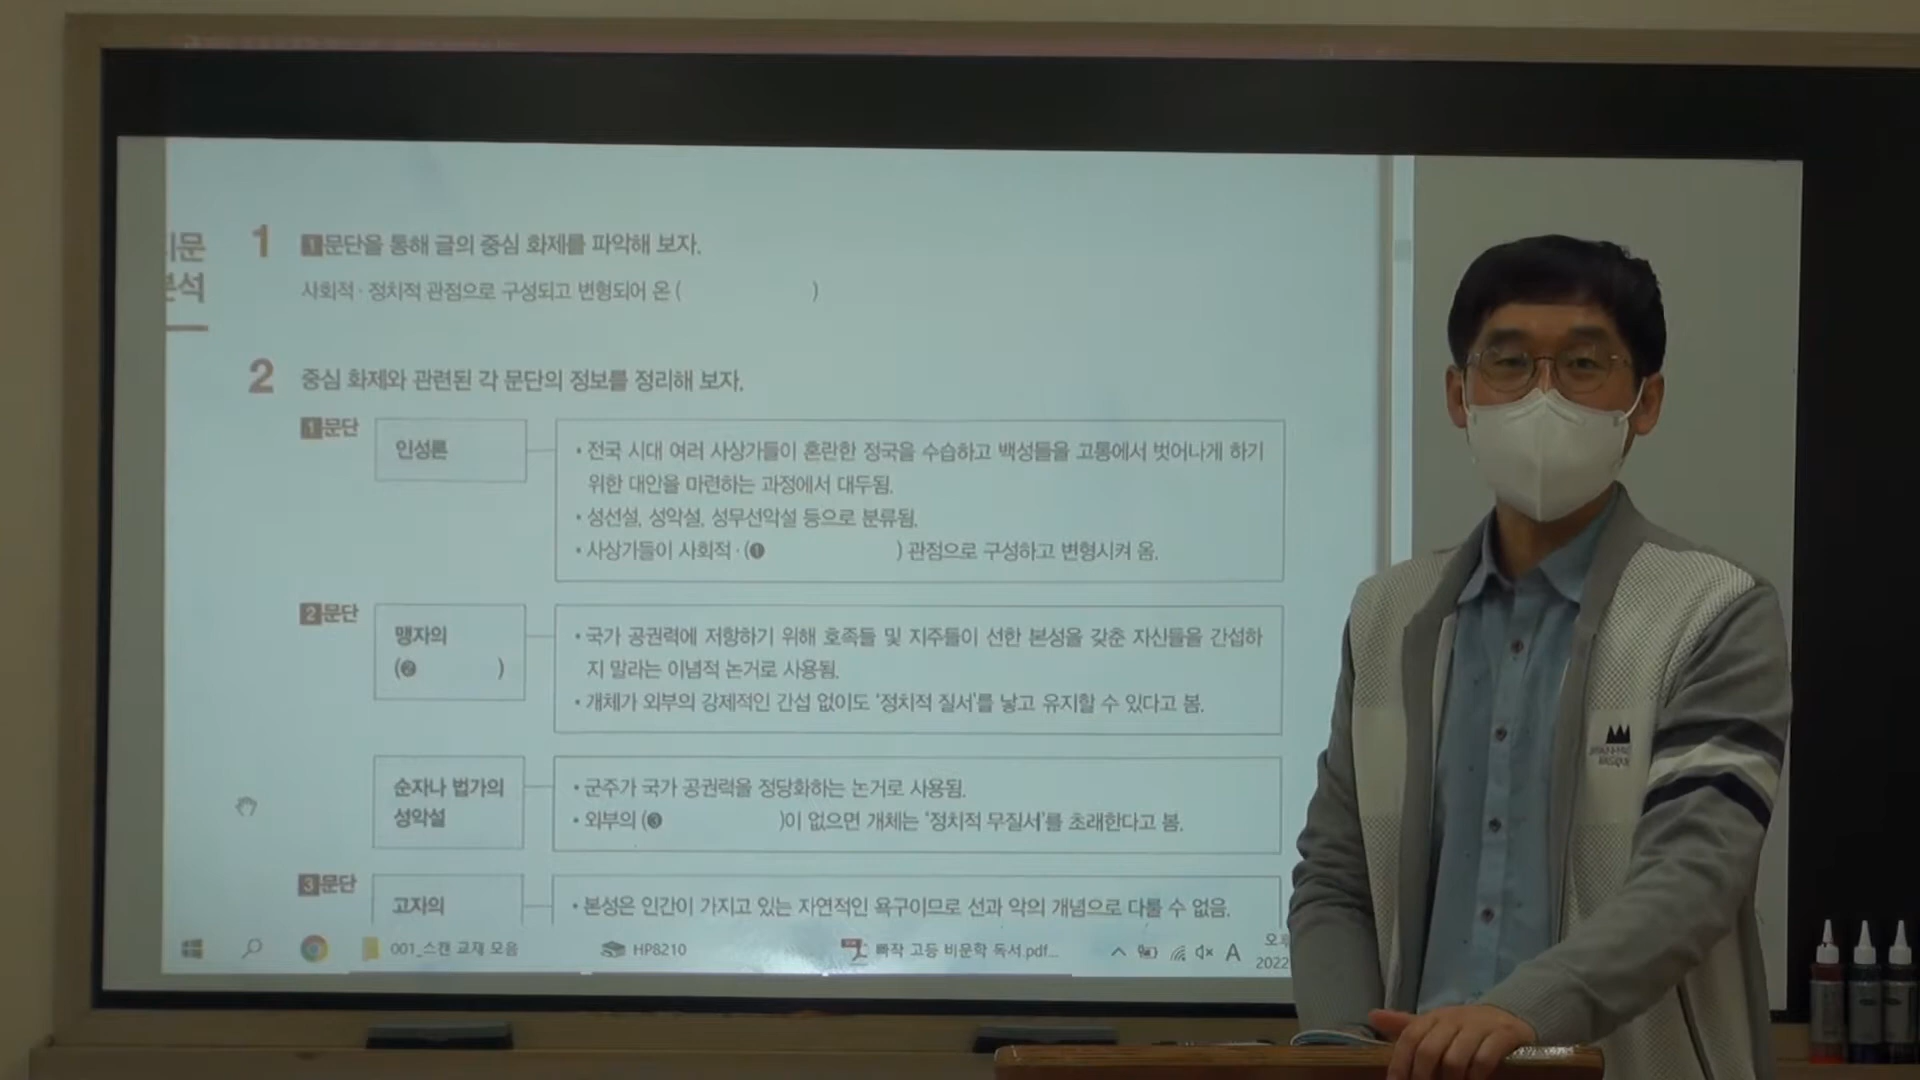 지문
분석
1 1문단을 통해 글의 중심 화제를 파악해 보자.
사회적·정치적 관점으로 구성되고 변형되어 온 ( )
2 중심 화제와 관련된 각 문단의 정보를 정리해 보자.
1문단
인성론
• 전국 시대 여러 사상가들이 혼란한 정국을 수습하고 백성들을 고통에서 벗어나게 하기
위한 대안을 마련하는 과정에서 대두됨.
• 성선설, 성악설, 성무선악설 등으로 분류됨.
• 사상가들이 사회적·(❶ ) 관점으로 구성하고 변형시켜 옴.
2문단
맹자의
(❷ )
• 국가 공권력에 저항하기 위해 호족들 및 지주들이 선한 본성을 갖춘 자신들을 간섭하
지 말라는 이념적 논거로 사용됨.
• 개체가 외부의 강제적인 간섭 없이도 '정치적 질서'를 낳고 유지할 수 있다고 봄.
순자나 법가의
성악설
• 군주가 국가 공권력을 정당화하는 논거로 사용됨.
• 외부의 (❸ )이 없으면 개체는 '정치적 무질서'를 초래한다고 봄.
3문단
고자의
• 본성은 인간이 가지고 있는 자연적인 욕구이므로 선과 악의 개념으로 다룰 수 없음.
001_스캔 교재 모음 HP8210 빠작 고등 비문학 독서.pdf... A 오후
2022